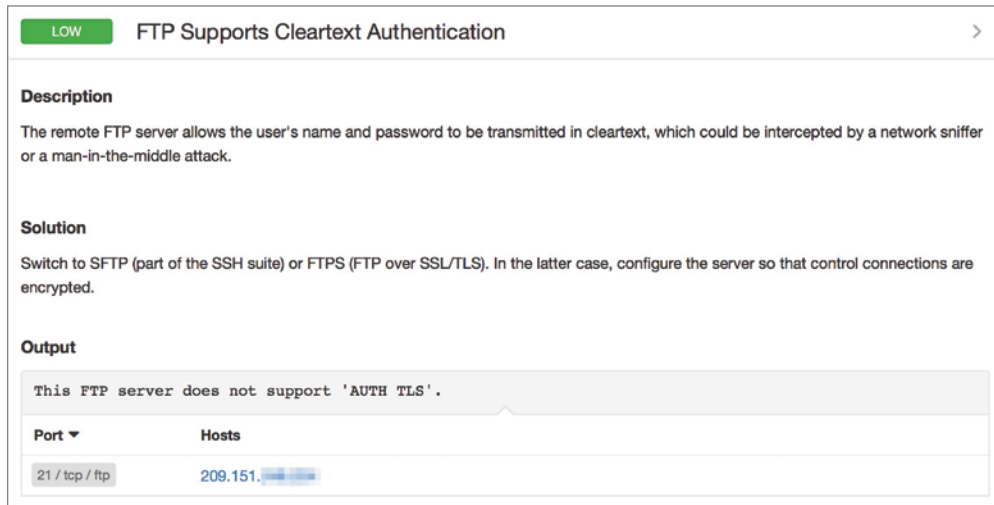 LOW FTP Supports Cleartext Authentication
Description
The remote FTP server allows the user's name and password to be transmitted in cleartext, which could be intercepted by a network sniffer
or a man-in-the-middle attack.
Solution
Switch to SFTP (part of the SSH suite) or FTPS (FTP over SSL/TLS). In the latter case, configure the server so that control connections are
encrypted.
Output
This FTP server does not support 'AUTH TLS'.
Port Hosts
21 / tcp / ftp 209.151.